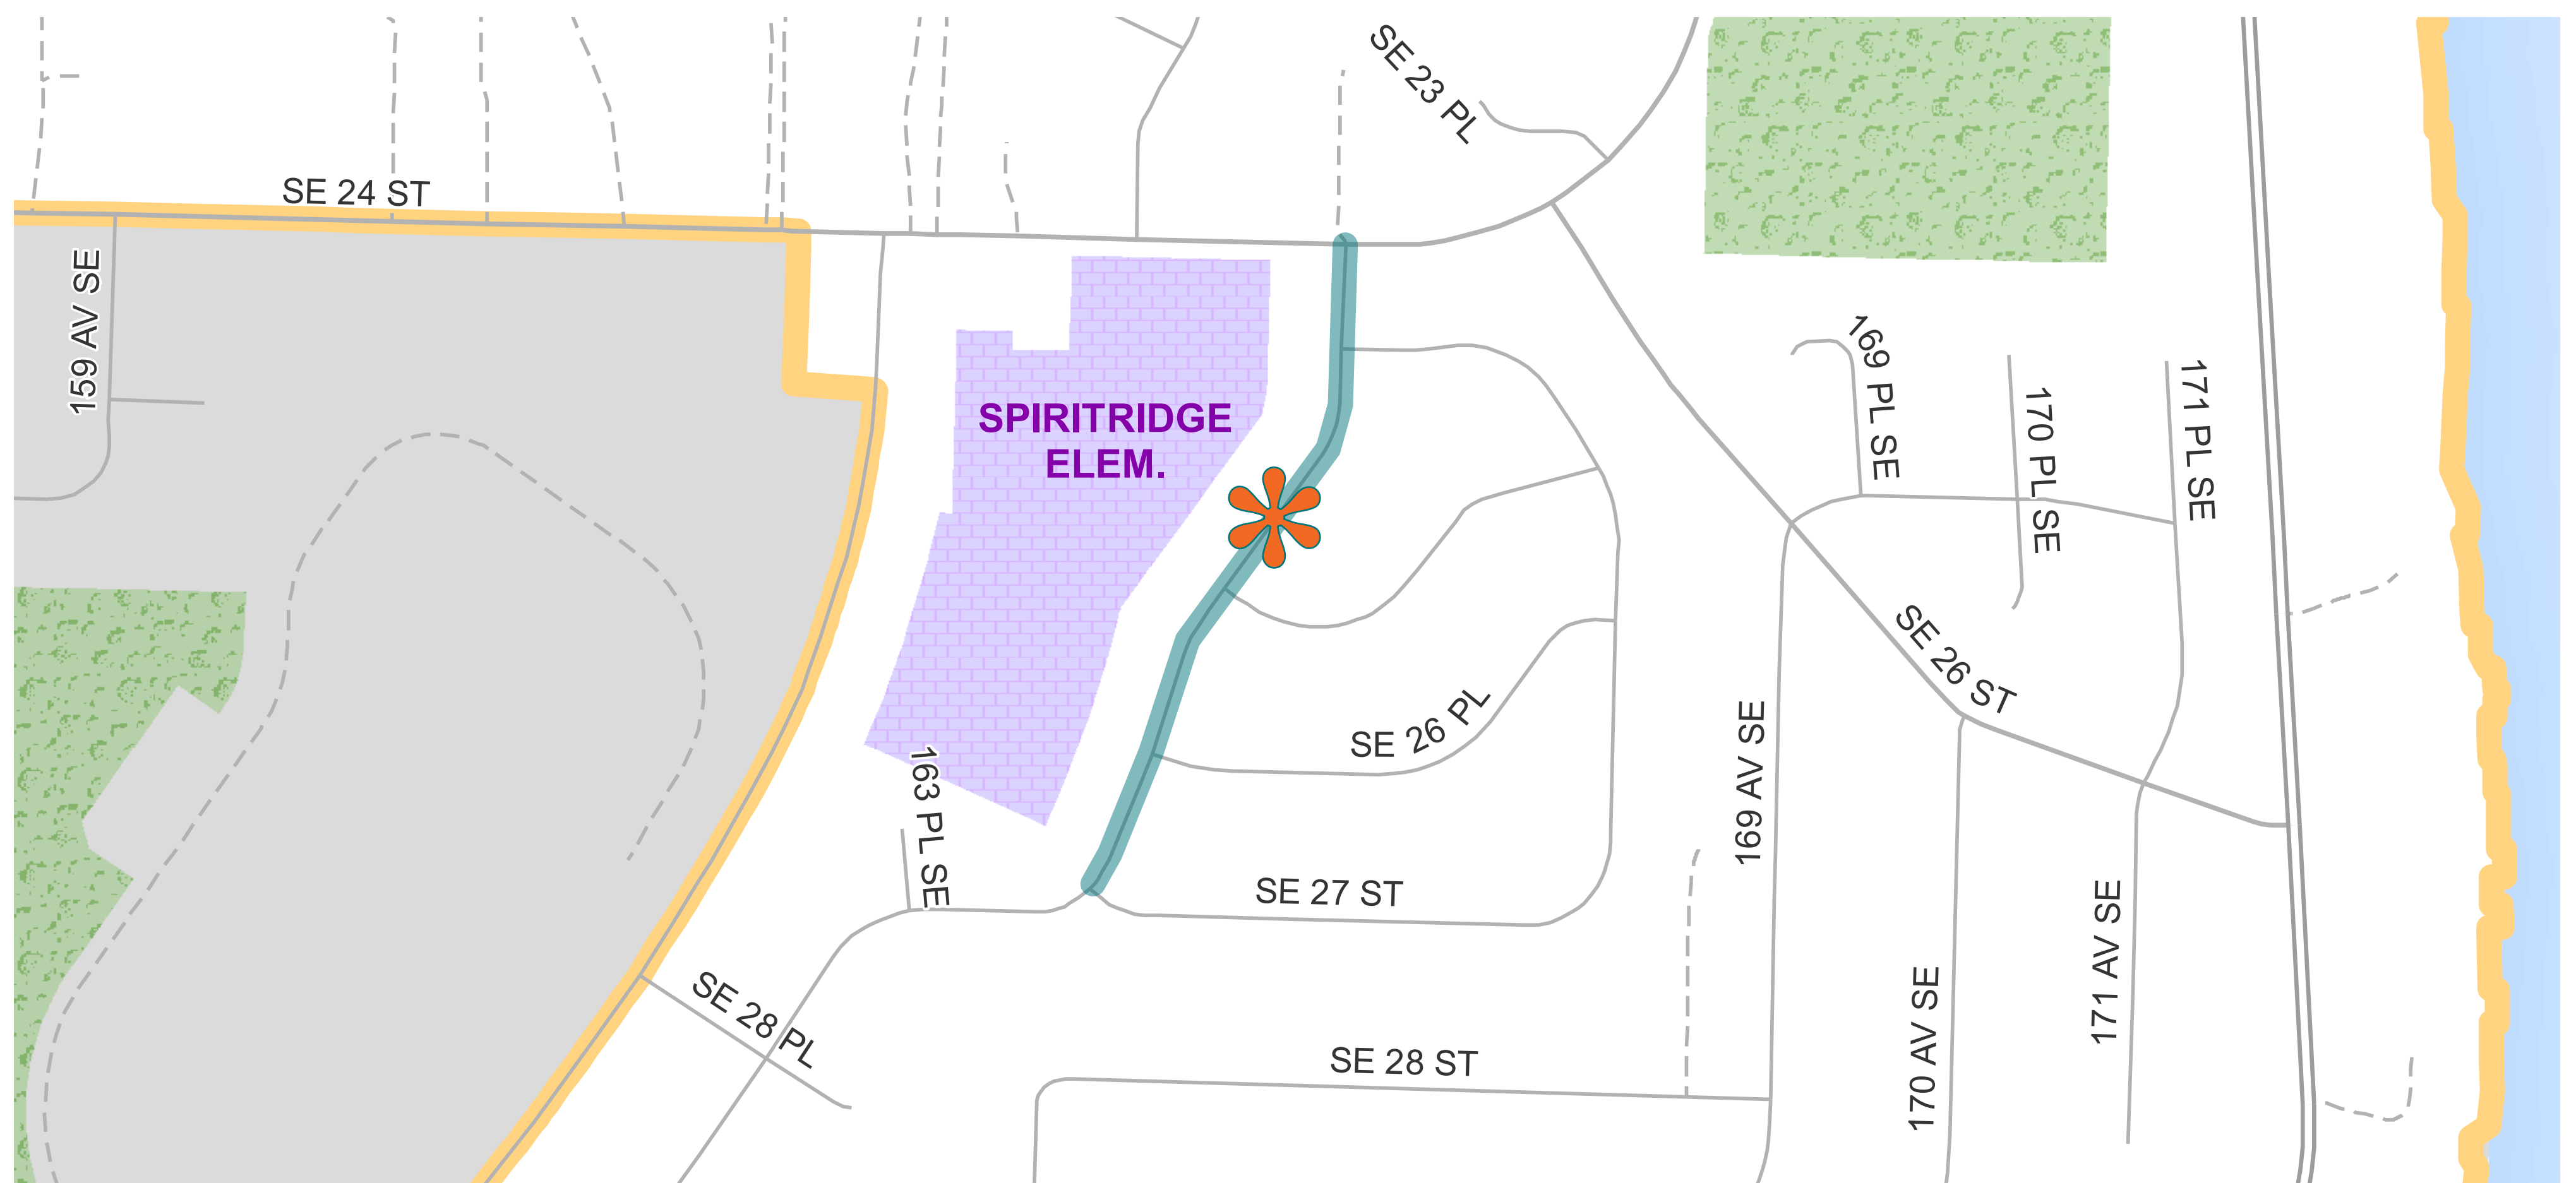 SE 23 PL
SE 24 ST
159 AV SE
SPIRITRIDGE
ELEM.
169 PL SE
170 PL SE
171 PL SE
SE 26 ST
SE 26 PL
163 PL SE
169 AV SE
SE 27 ST
171 AV SE
170 AV SE
SE 28 PL
SE 28 ST